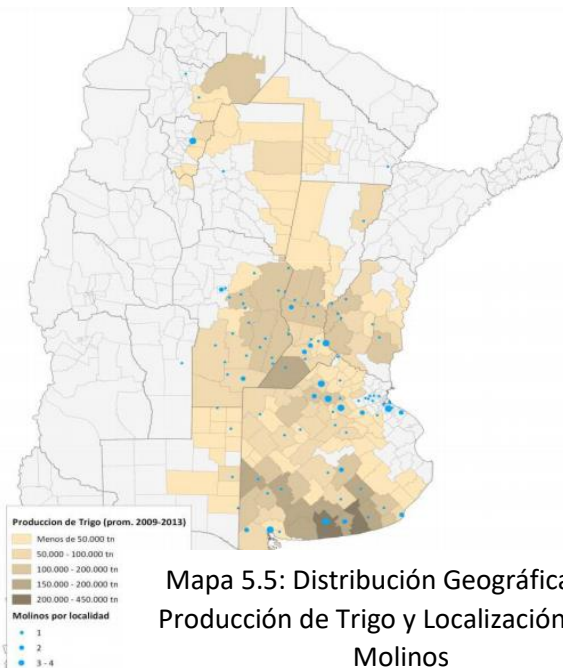 Produccion de Trigo (prom. 2009-2013)
Menos de 50.000 tn
50.000 - 100.000 tn
100.000 - 200.000 tn
150.000 - 200.000 tn
200.000 - 450.000 tn
Molinos por localidad
1
2
3 - 4
Mapa 5.5: Distribución Geográfica
Producción de Trigo y Localización
Molinos